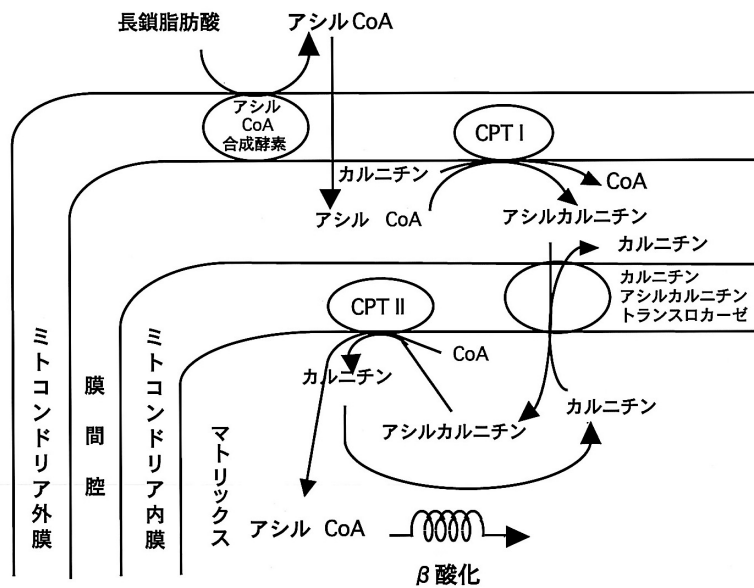 長鎖脂肪酸
アシルCoA
アシル
CoA
合成酵素
CPT I
カルニチン
CoA
アシル CoA
アシルカルニチン
カルニチン
カルニチン
アシルカルニチン
トランスロカーゼ
CPT II
CoA
カルニチン
アシルカルニチン
カルニチン
ミトコンドリア外膜
膜間腔
ミトコンドリア内膜
マトリックス
アシル CoA
β酸化